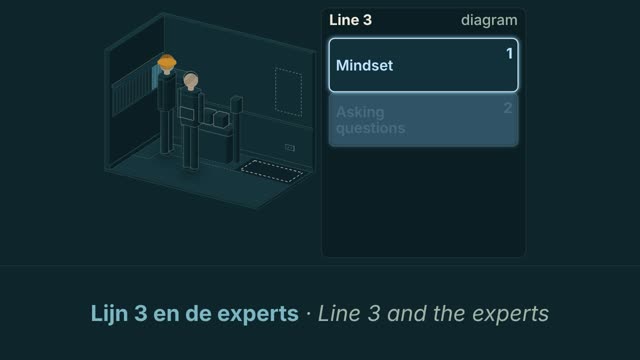 Line 3 diagram
Mindset 1
Asking 2
questions
Lijn 3 en de experts · Line 3 and the experts